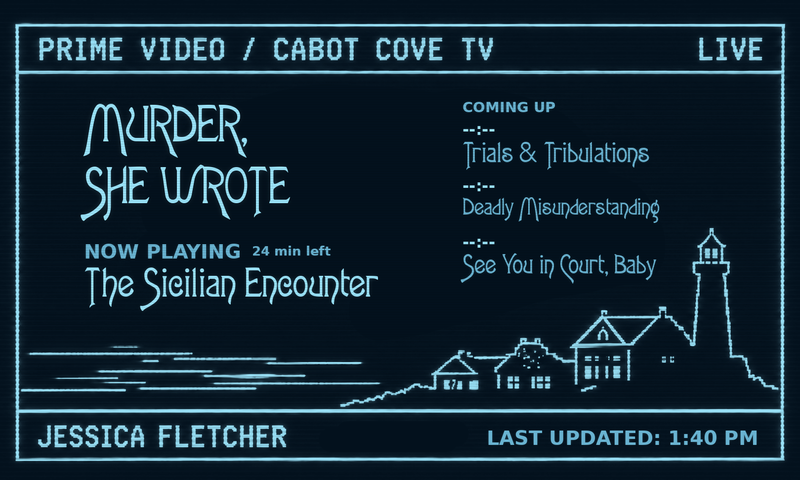 PRIME VIDEO / CABOT COVE TV
LIVE
MURDER,
SHE WROTE
NOW PLAYING 24 min left
The Sicilian Encounter
COMING UP
--:--
Trials & Tribulations
--:--
Deadly Misunderstanding
--:--
See You in Court, Baby
JESSICA FLETCHER
LAST UPDATED: 1:40 PM